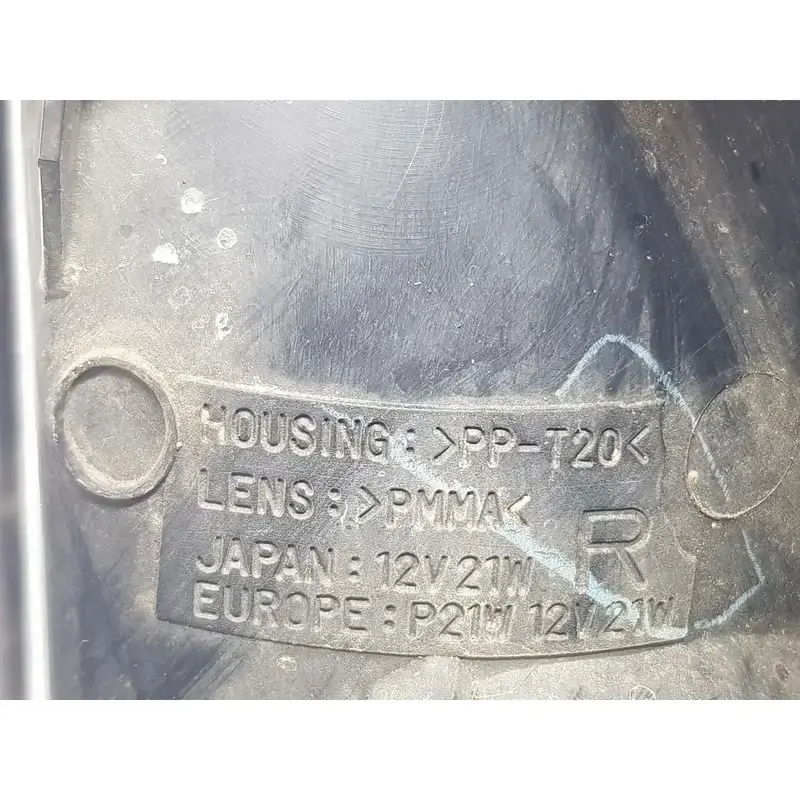 HOUSING : >PP-T20<
LENS : >PMMA<
R
JAPAN : 12V 21W
EUROPE : P21W 12V 21W